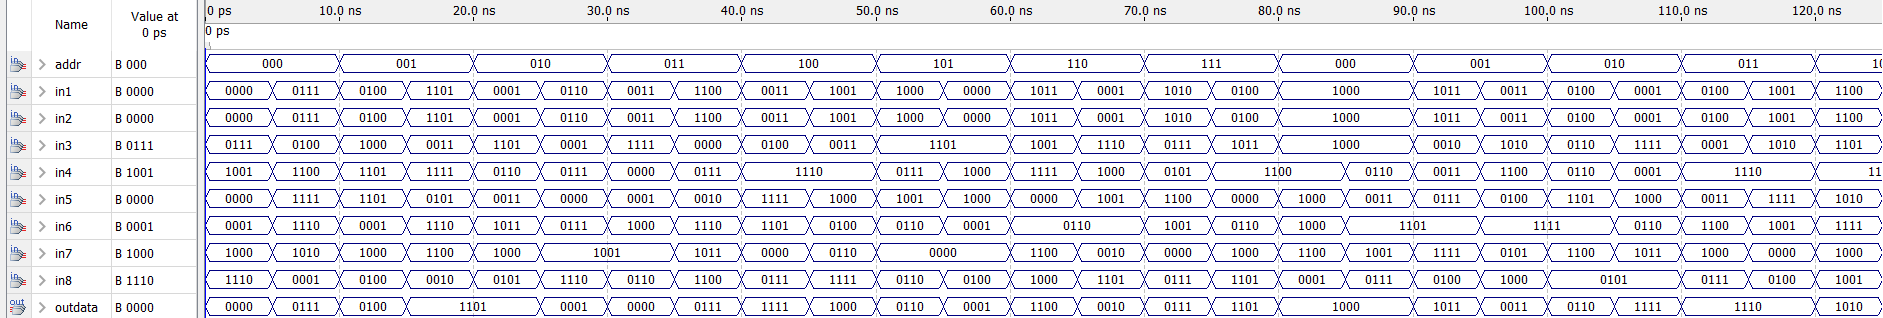 Name Value at 0 ps 0 ps 10.0 ns 20.0 ns 30.0 ns 40.0 ns 50.0 ns 60.0 ns 70.0 ns 80.0 ns 90.0 ns 100.0 ns 110.0 ns 120.0 ns
0 ps
addr B 000 000 001 010 011 100 101 110 111 000 001 010 011 10
in1 B 0000 0000 0111 0100 1101 0001 0110 0011 1100 0011 1001 1000 0000 1011 0001 1010 0100 1000 1011 0011 0100 0001 0100 1001 1100
in2 B 0000 0000 0111 0100 1101 0001 0110 0011 1100 0011 1001 1000 0000 1011 0001 1010 0100 1000 1011 0011 0100 0001 0100 1001 1100
in3 B 0111 0111 0100 1000 0011 1101 0001 1111 0000 0100 0011 1101 1001 1110 0111 1011 1000 0010 1010 0110 1111 0001 1010 1101
in4 B 1001 1001 1100 1101 1111 0110 0111 0000 0111 1110 0111 1000 1111 1000 0101 1100 0110 0011 1100 0110 0001 1110 11
in5 B 0000 0000 1111 1101 0101 0011 0000 0001 0010 1111 1000 1001 1000 0000 1001 1100 0000 1000 0011 0111 0100 1101 1000 0011 1111 1010
in6 B 0001 0001 1110 0001 1110 1011 0111 1000 1110 1101 0100 0110 0001 0110 1001 0110 1000 1101 1111 0110 1100 1001 1111
in7 B 1000 1000 1010 1000 1100 1000 1001 1011 0000 0110 0000 1100 0010 0000 1000 1100 1001 1111 0101 1100 1011 1000 0000 1000
in8 B 1110 1110 0001 0100 0010 0101 1110 0110 1100 0111 1111 0110 0100 1000 1101 0111 1101 0001 0111 0100 1000 0101 0111 0100 1001
out outdata B 0000 0000 0111 0100 1101 0001 0000 0111 1111 1000 0110 0001 1100 0010 0111 1101 1000 1011 0011 0110 1111 1110 1010